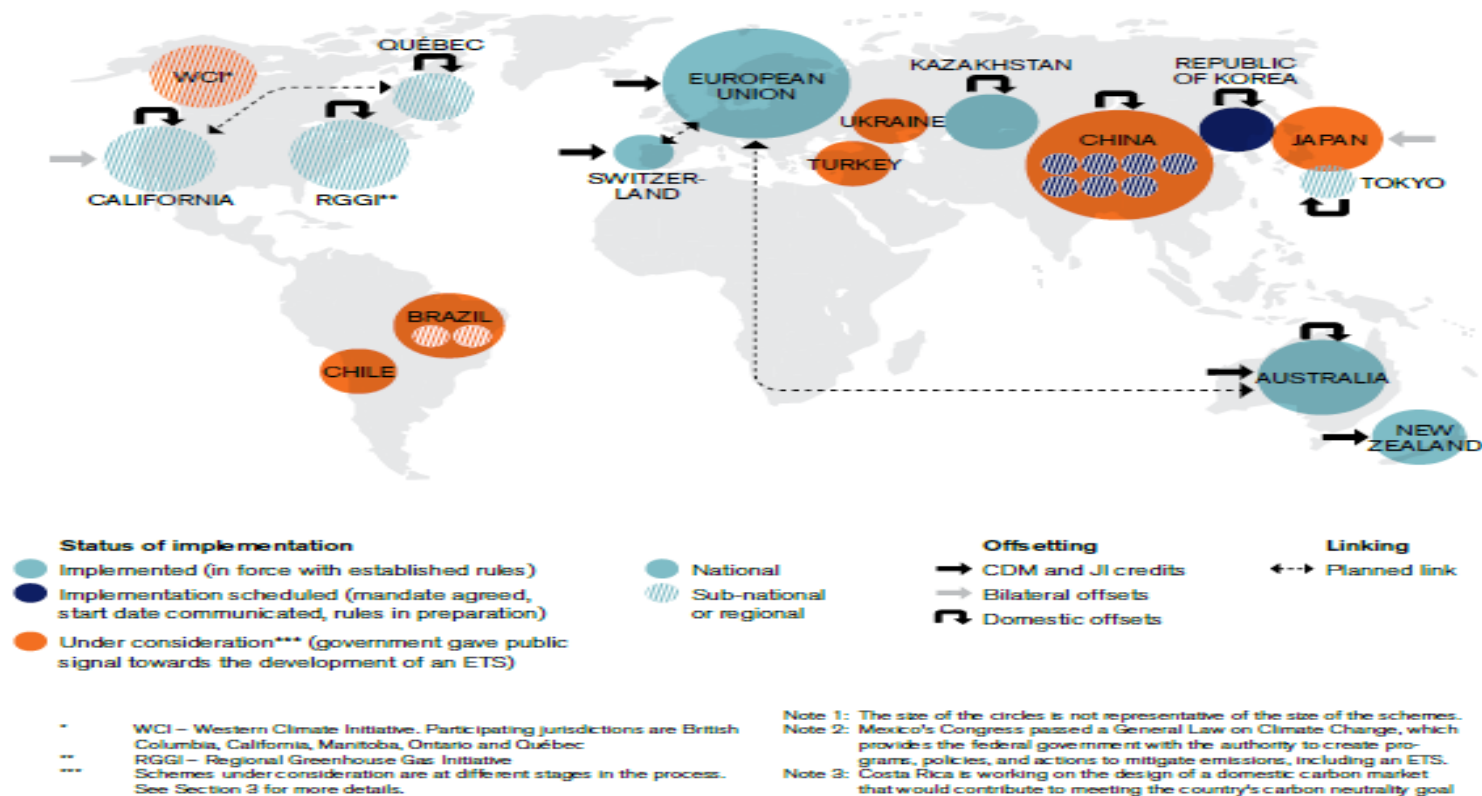 QUÉBEC
WCI*
EUROPEAN
UNION
KAZAKHSTAN
REPUBLIC
OF KOREA
UKRAINE
CHINA
JAPAN
TURKEY
SWITZER-
LAND
TOKYO
CALIFORNIA
RGGI**
BRAZIL
CHILE
AUSTRALIA
NEW
ZEALAND
Status of implementation
Implemented (in force with established rules)
Implementation scheduled (mandate agreed,
start date communicated, rules in preparation)
Under consideration*** (government gave public
signal towards the development of an ETS)
National
Sub-national
or regional
Offsetting
CDM and JI credits
Bilateral offsets
Domestic offsets
Linking
Planned link
* WCI – Western Climate Initiative. Participating jurisdictions are British
Columbia, California, Manitoba, Ontario and Québec
** RGGI – Regional Greenhouse Gas Initiative
*** Schemes under consideration are at different stages in the process.
See Section 3 for more details.
Note 1: The size of the circles is not representative of the size of the schemes.
Note 2: Mexico's Congress passed a General Law on Climate Change, which
provides the federal government with the authority to create pro-
grams, policies, and actions to mitigate emissions, including an ETS.
Note 3: Costa Rica is working on the design of a domestic carbon market
that would contribute to meeting the country's carbon neutrality goal